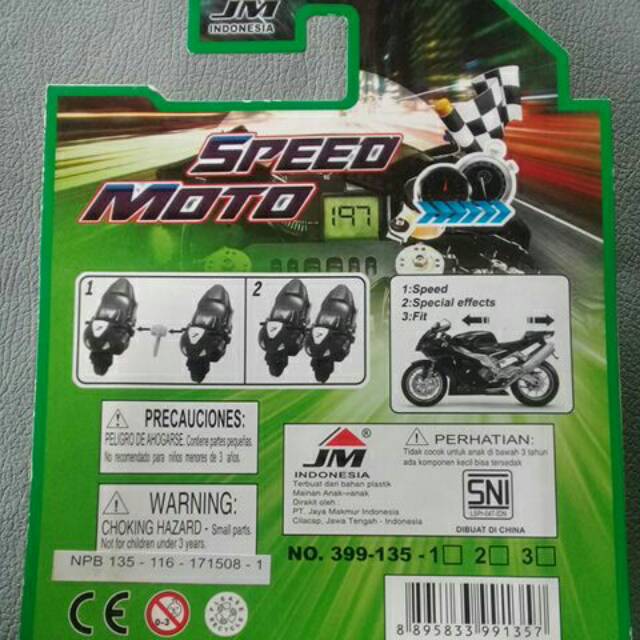 JM
INDONESIA
SPEED
MOTO
197
1
2
1:Speed
2:Special effects
3:Fit
PRECAUCIONES:
PELIGRO DE AHOGARSE. Contiene partes pequeñas.
No recomendado para niños menores de 3 años.
WARNING:
CHOKING HAZARD - Small parts.
Not for children under 3 years.
NPB 135 - 116 - 171508 - 1
JM®
INDONESIA
Terbuat dari bahan plastik
Mainan Anak-anak
Dirakit oleh :
PT. Jaya Makmur Indonesia
Cilacap, Jawa Tengah - Indonesia
PERHATIAN:
Tidak cocok untuk anak di bawah 3 tahun
ada komponen kecil bisa tersedak
SNI
LSPr-047-IDN
DIBUAT DI CHINA
NO. 399-135 -1 2 3
CE
0-3
8 895833 991357